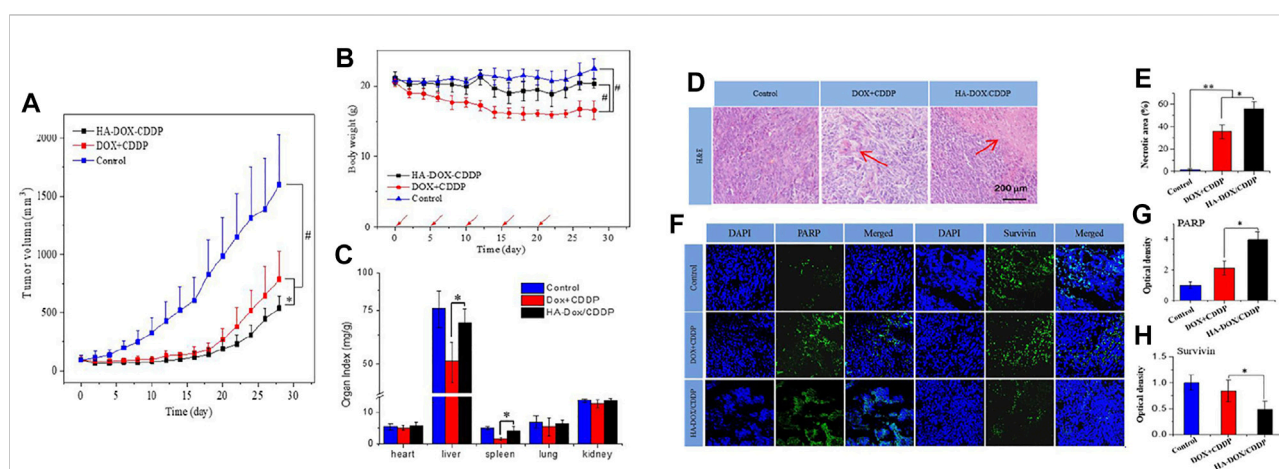 A
Tumor volumn(mm³)
2000
1500
1000
500
0
HA-DOX-CDDP
DOX+CDDP
Control
#
*
0 5 10 15 20 25 30
Time (day)
B
Body weight (g)
20
10
0
HA-DOX-CDDP
DOX+CDDP
Control
#
#
0 5 10 15 20 25 30
Time (day)
C
Organ Index (mg/g)
100
75
50
10
0
Control
Dox+CDDP
HA-Dox/CDDP
*
*
heart liver spleen lung kidney
D
Control DOX+CDDP HA-DOX/CDDP
H&E
200 μm
E
Necrotic area (%)
60
40
20
0
**
*
Control
DOX+CDDP
HA-DOX/CDDP
F
DAPI PARP Merged DAPI Survivin Merged
Control
DOX+CDDP
HA-DOX/CDDP
G
PARP
Optical density
4
2
0
*
Control
DOX+CDDP
HA-DOX/CDDP
H
Survivin
Optical density
1.0
0.5
0.0
*
Control
DOX+CDDP
HA-DOX/CDDP